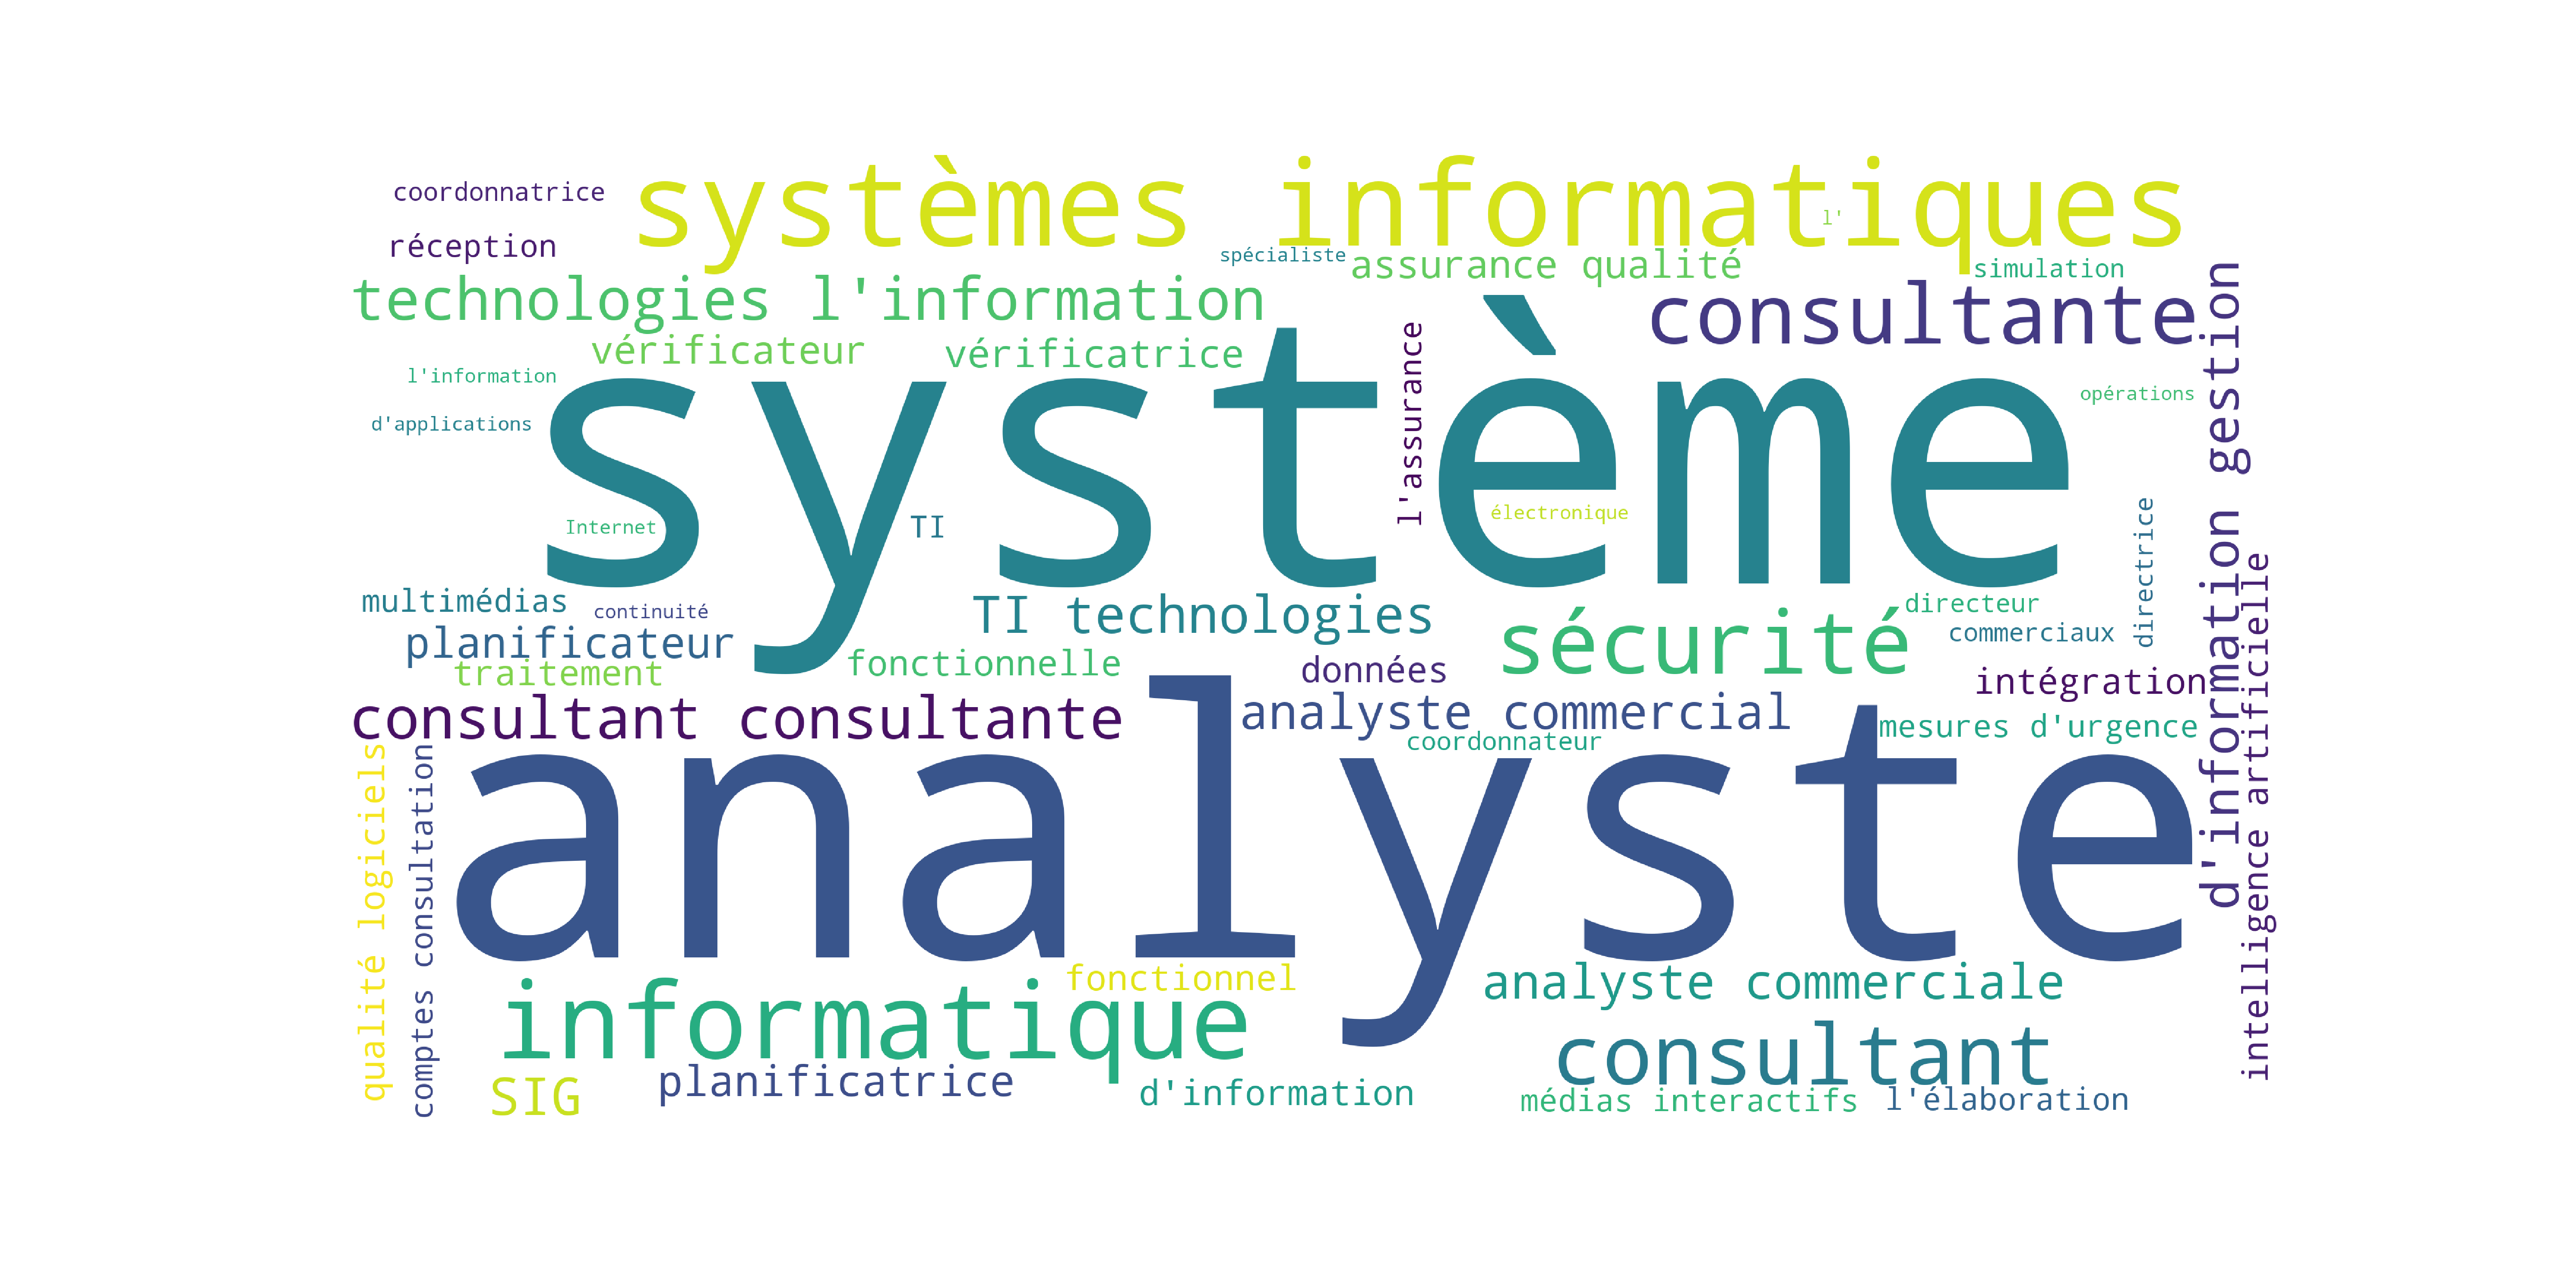 coordonnatrice
systèmes informatiques
l'
réception
spécialiste
assurance qualité
simulation
technologies l'information
consultante
vérificateur
vérificatrice
l'information
d'applications
système
l'assurance
opérations
d'information gestion
Internet
TI
électronique
directrice
multimédias
continuité
planificateur
TI technologies
sécurité
directeur
commerciaux
traitement
fonctionnelle
données
intégration
intelligence artificielle
consultant consultante
analyste commercial
mesures d'urgence
coordonnateur
qualité logiciels
comptes consultation
analyste
fonctionnel
analyste commerciale
informatique
consultant
SIG
planificatrice
d'information
médias interactifs
l'élaboration